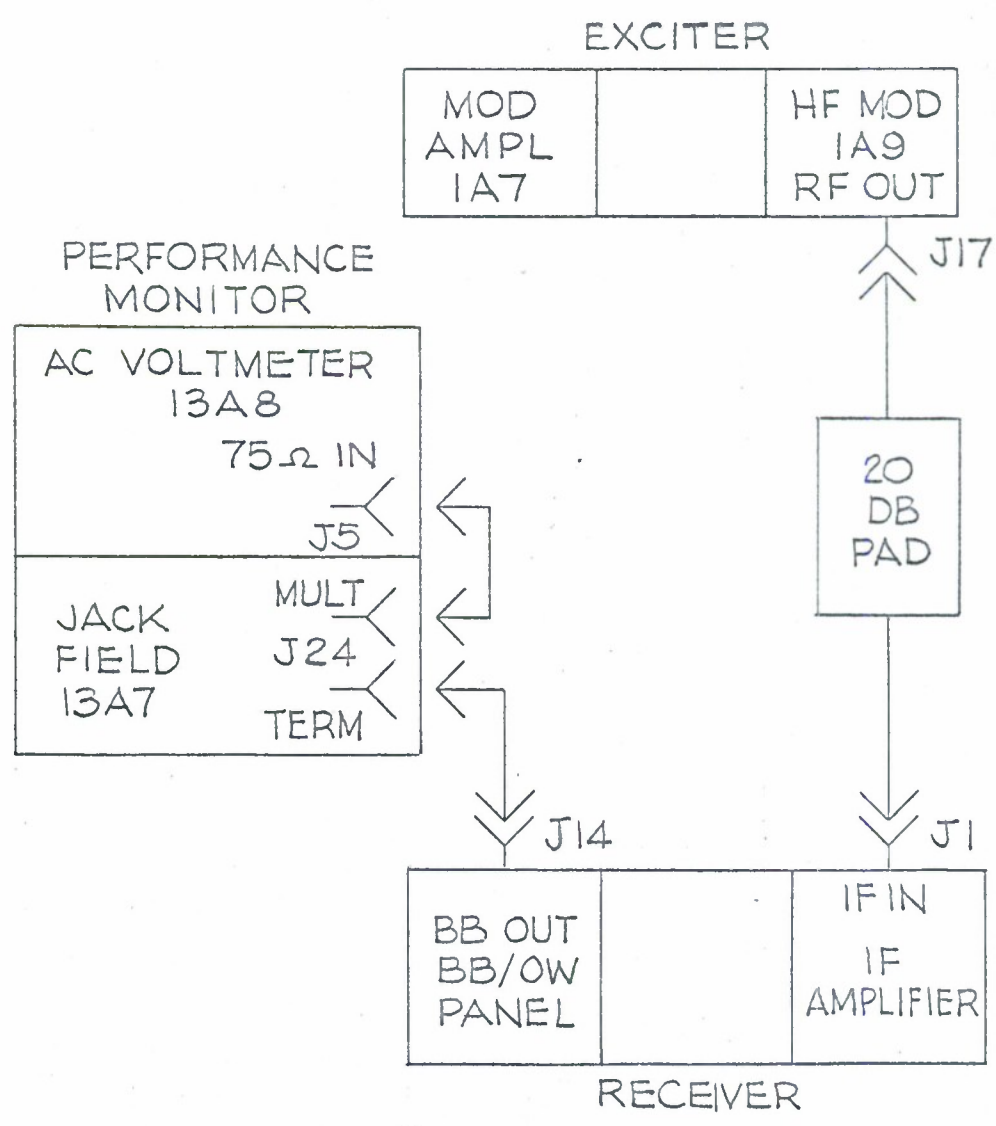 EXCITER
MOD
AMPL
1A7
HF MOD
1A9
RF OUT
J17
PERFORMANCE
MONITOR
AC VOLTMETER
13A8
75Ω IN
J5
MULT
J24
TERM
JACK
FIELD
13A7
20
DB
PAD
J14
J1
BB OUT
BB/OW
PANEL
IF IN
IF
AMPLIFIER
RECEIVER